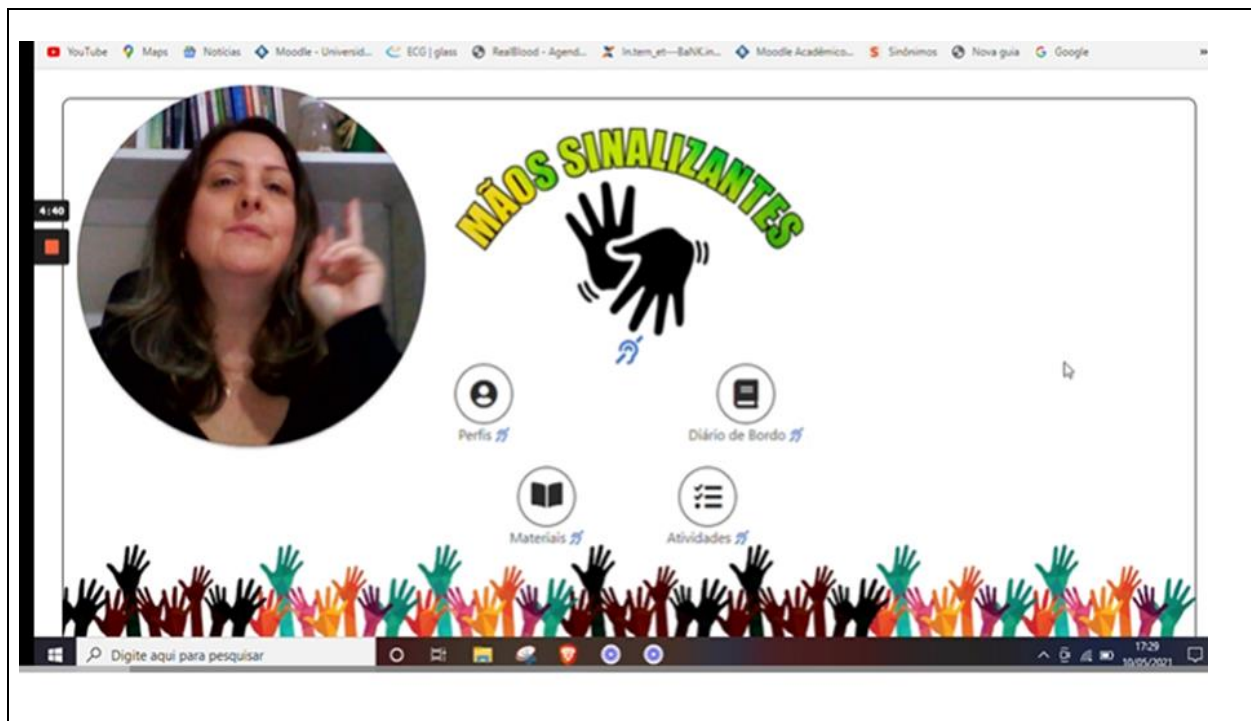 YouTube Maps Notícias Moodle - Universid... ECG | glass RealBlood - Agend... In.tern_et---BaNK.in... Moodle Acadêmico... Sinônimos Nova guia Google
MÃOS SINALIZANTES
4:40
Perfis
Diário de Bordo
Materiais
Atividades
Digite aqui para pesquisar
17:29
10/05/2021